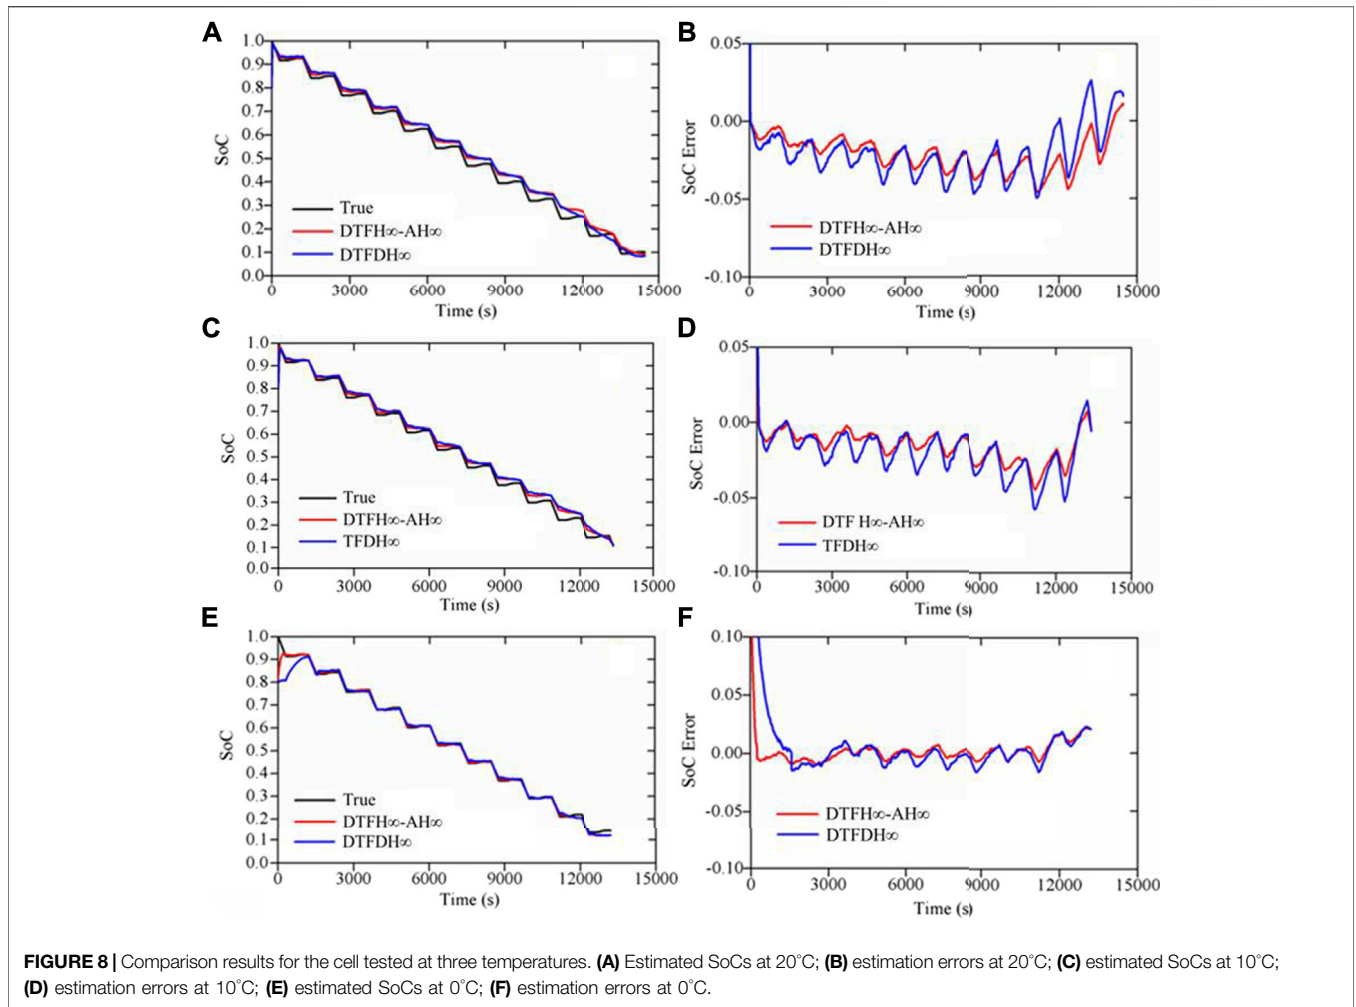 A
1.0
0.9
0.8
0.7
0.6
0.5
0.4
0.3
0.2
0.1
0.0
SoC
True
DTFH∞-AH∞
DTFDH∞
0 3000 6000 9000 12000 15000
Time (s)
B
0.05
0.00
-0.05
-0.10
SoC Error
DTFH∞-AH∞
DTFDH∞
0 3000 6000 9000 12000 15000
Time (s)
C
1.0
0.9
0.8
0.7
0.6
0.5
0.4
0.3
0.2
0.1
0.0
SoC
True
DTFH∞-AH∞
TFDH∞
0 3000 6000 9000 12000 15000
Time (s)
D
0.05
0.00
-0.05
-0.10
SoC Error
DTF H∞-AH∞
TFDH∞
0 3000 6000 9000 12000 15000
Time (s)
E
1.0
0.9
0.8
0.7
0.6
0.5
0.4
0.3
0.2
0.1
0.0
SoC
True
DTFH∞-AH∞
DTFDH∞
0 3000 6000 9000 12000 15000
Time (s)
F
0.10
0.05
0.00
-0.05
-0.10
SoC Error
DTFH∞-AH∞
DTFDH∞
0 3000 6000 9000 12000 15000
Time (s)
FIGURE 8 | Comparison results for the cell tested at three temperatures. (A) Estimated SoCs at 20°C; (B) estimation errors at 20°C; (C) estimated SoCs at 10°C;
(D) estimation errors at 10°C; (E) estimated SoCs at 0°C; (F) estimation errors at 0°C.